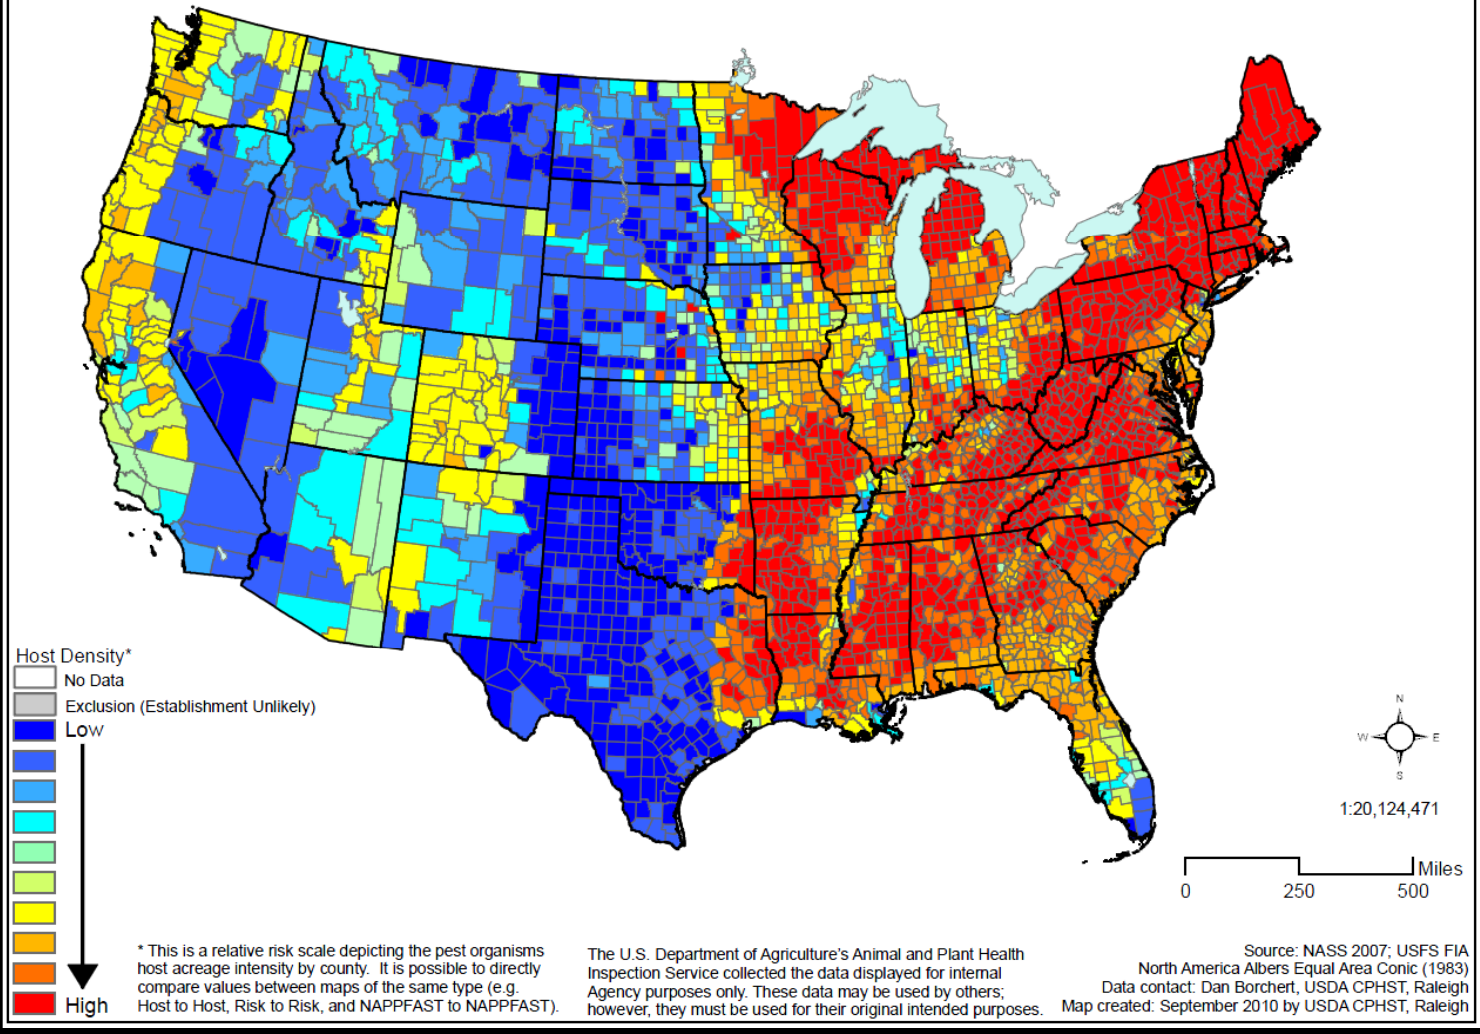 Host Density*
No Data
Exclusion (Establishment Unlikely)
Low
High
* This is a relative risk scale depicting the pest organisms
host acreage intensity by county. It is possible to directly
compare values between maps of the same type (e.g.
Host to Host, Risk to Risk, and NAPPFAST to NAPPFAST).
The U.S. Department of Agriculture's Animal and Plant Health
Inspection Service collected the data displayed for internal
Agency purposes only. These data may be used by others;
however, they must be used for their original intended purposes.
N
W E
S
1:20,124,471
Miles
0 250 500
Source: NASS 2007; USFS FIA
North America Albers Equal Area Conic (1983)
Data contact: Dan Borchert, USDA CPHST, Raleigh
Map created: September 2010 by USDA CPHST, Raleigh